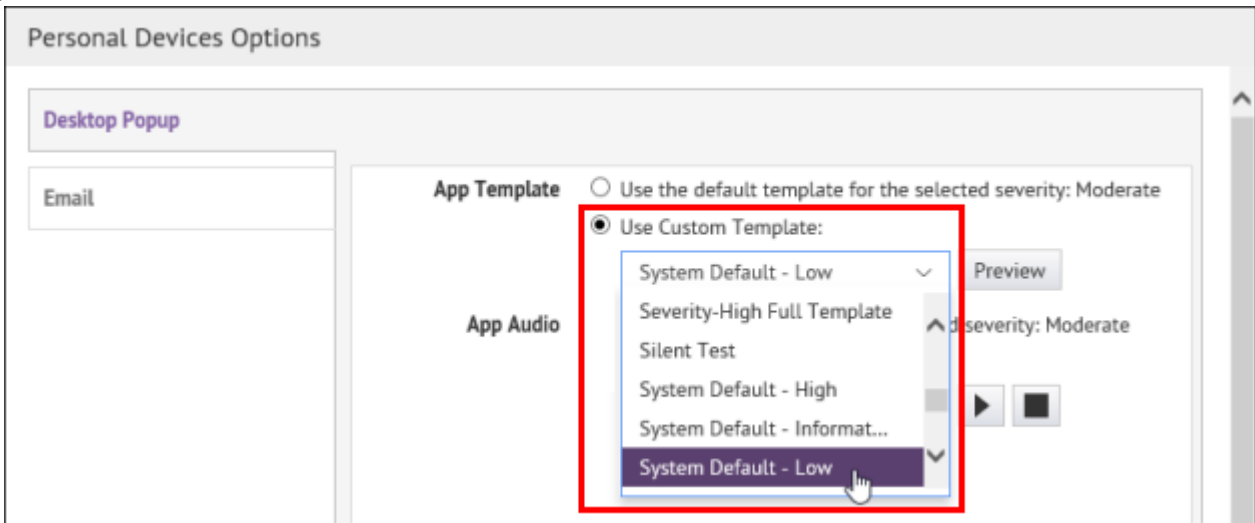 Personal Devices Options
Desktop Popup
Email
App Template
Use the default template for the selected severity: Moderate
Use Custom Template:
System Default - Low
Preview
Severity-High Full Template
App Audio
severity: Moderate
Silent Test
System Default - High
System Default - Informat...
System Default - Low